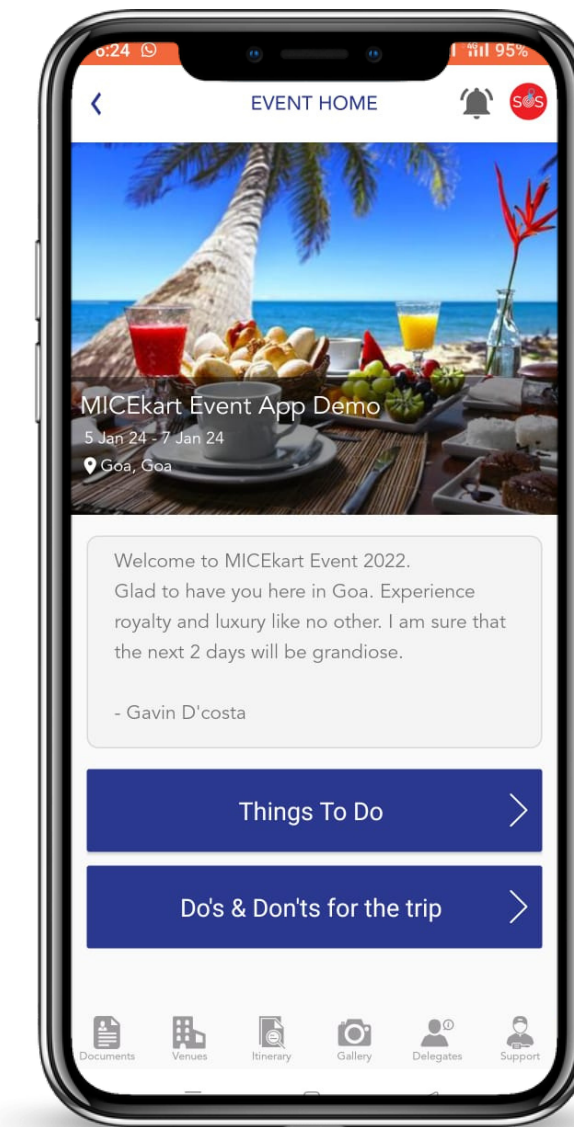 6:24 4G 95%
EVENT HOME
SOS
MICEkart Event App Demo
5 Jan 24 - 7 Jan 24
Goa, Goa
Welcome to MICEkart Event 2022.
Glad to have you here in Goa. Experience
royalty and luxury like no other. I am sure that
the next 2 days will be grandiose.
- Gavin D'costa
Things To Do
Do's & Don'ts for the trip
Documents Venues Itinerary Gallery Delegates Support